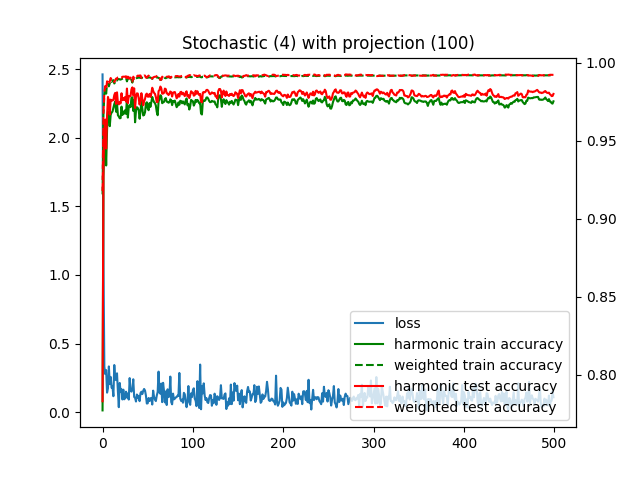 Stochastic (4) with projection (100)
2.5
2.0
1.5
1.0
0.5
0.0
1.00
0.95
0.90
0.85
0.80
loss
harmonic train accuracy
weighted train accuracy
harmonic test accuracy
weighted test accuracy
0 100 200 300 400 500